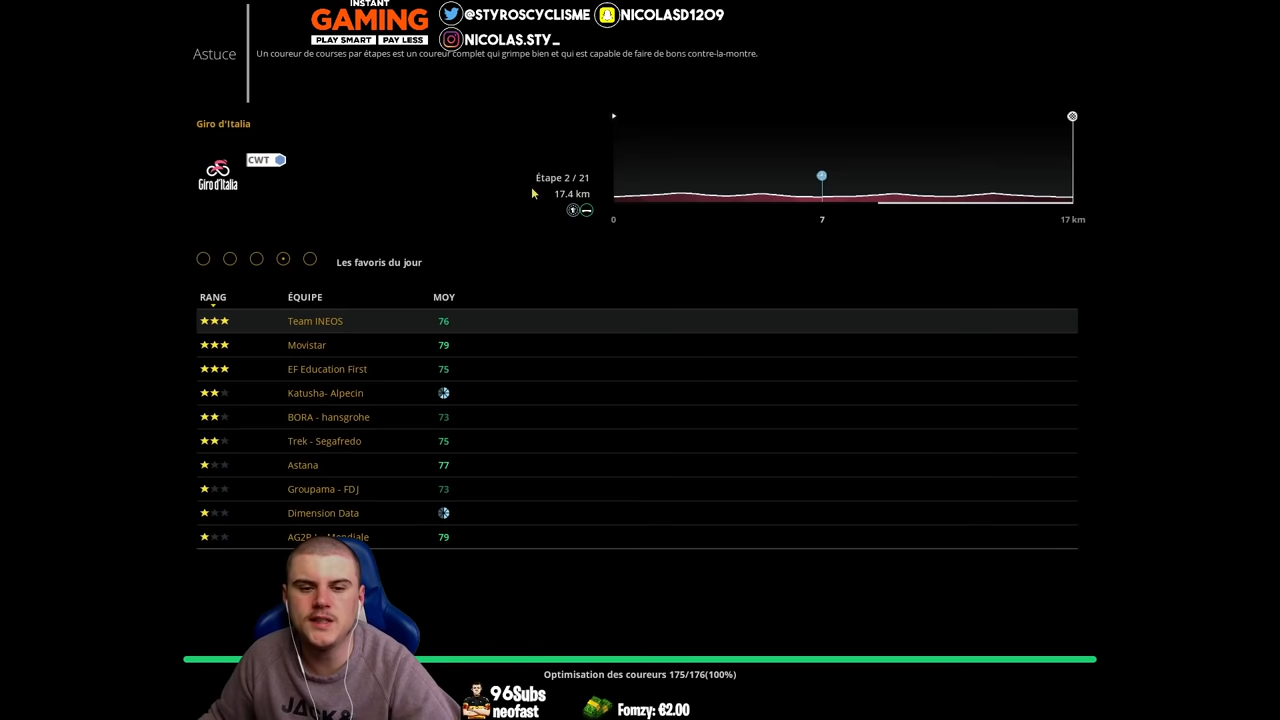 INSTANT
GAMING
PLAY SMART PAY LESS
@STYROSCYCLISME
NICOLASD1209
NICOLAS.STY_
Astuce
Un coureur de courses par étapes est un coureur complet qui grimpe bien et qui est capable de faire de bons contre-la-montre.
Giro d'Italia
CWT
Giro d'Italia
Étape 2 / 21
17.4 km
0
7
17 km
Les favoris du jour
RANG ÉQUIPE MOY
Team INEOS 76
Movistar 79
EF Education First 75
Katusha- Alpecin
BORA - hansgrohe 73
Trek - Segafredo 75
Astana 77
Groupama - FDJ 73
Dimension Data
AG2R La Mondiale 79
JACK &
Optimisation des coureurs 175/176(100%)
96Subs
neofast
Fomzy: €2.00